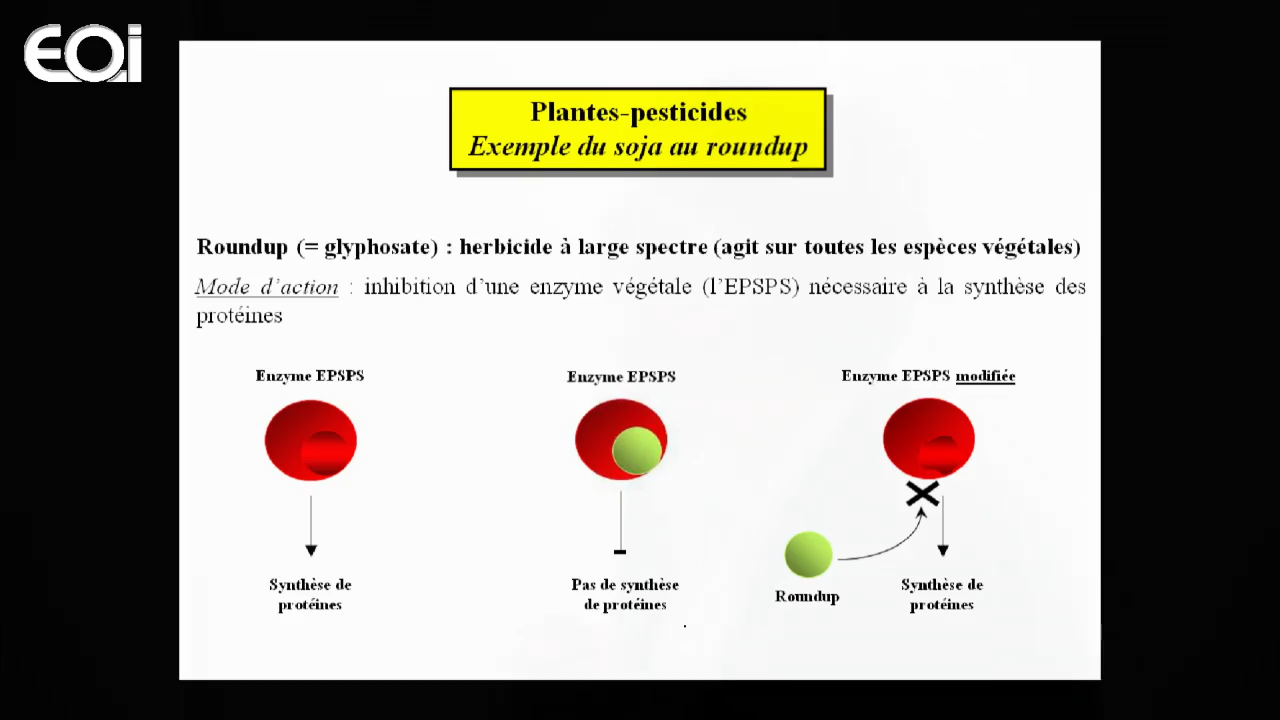 EOi
Plantes-pesticides
Exemple du soja au roundup
Roundup (= glyphosate) : herbicide à large spectre (agit sur toutes les espèces végétales)
Mode d'action : inhibition d'une enzyme végétale (l'EPSPS) nécessaire à la synthèse des
protéines
Enzyme EPSPS
Enzyme EPSPS
Enzyme EPSPS modifiée
Synthèse de
protéines
Pas de synthèse
de protéines
Roundup
Synthèse de
protéines